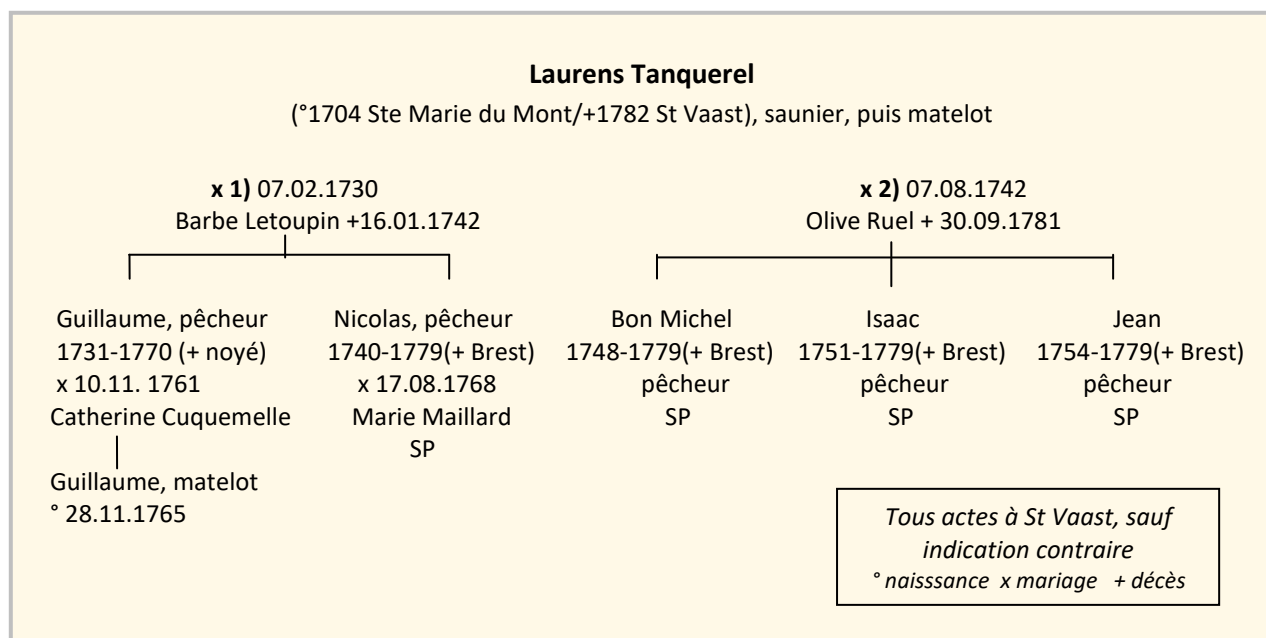 Laurens Tanquerel
(°1704 Ste Marie du Mont/+1782 St Vaast), saunier, puis matelot
x 1) 07.02.1730
Barbe Letoupin +16.01.1742
x 2) 07.08.1742
Olive Ruel + 30.09.1781
Guillaume, pêcheur
1731-1770 (+ noyé)
x 10.11. 1761
Catherine Cuquemelle
Guillaume, matelot
° 28.11.1765
Nicolas, pêcheur
1740-1779(+ Brest)
x 17.08.1768
Marie Maillard
SP
Bon Michel
1748-1779(+ Brest)
pêcheur
SP
Isaac
1751-1779(+ Brest)
pêcheur
SP
Jean
1754-1779(+ Brest)
pêcheur
SP
Tous actes à St Vaast, sauf
indication contraire
° naisssance x mariage + décès